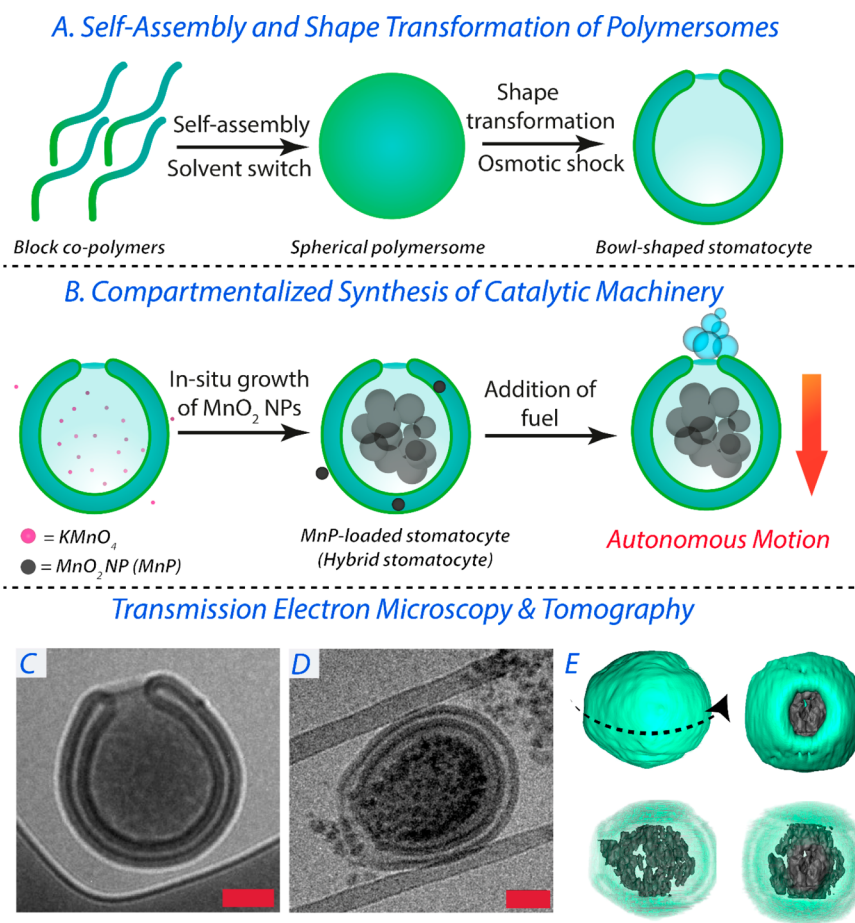 A. Self-Assembly and Shape Transformation of Polymersomes
Self-assembly
Solvent switch
Shape
transformation
Osmotic shock
Block co-polymers
Spherical polymersome
Bowl-shaped stomatocyte
B. Compartmentalized Synthesis of Catalytic Machinery
In-situ growth
of MnO₂ NPs
Addition of
fuel
= KMnO₄
= MnO₂NP (MnP)
MnP-loaded stomatocyte
(Hybrid stomatocyte)
Autonomous Motion
Transmission Electron Microscopy & Tomography
C
D
E